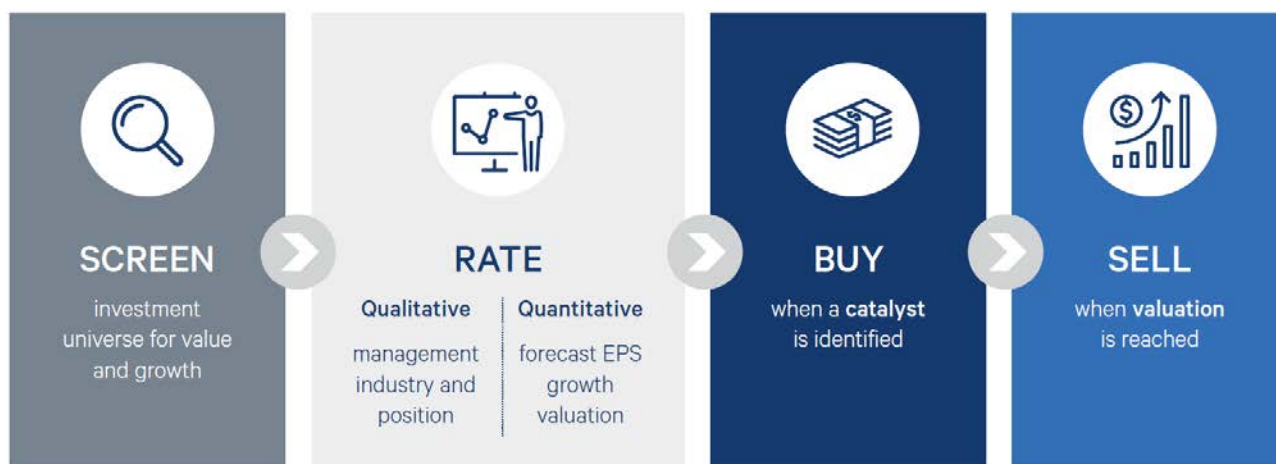 SCREEN
investment
universe for value
and growth
RATE
Qualitative
management
industry and
position
Quantitative
forecast EPS
growth
valuation
BUY
when a catalyst
is identified
SELL
when valuation
is reached